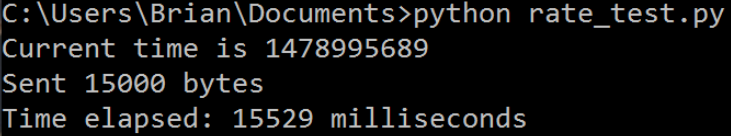 C:\Users\Brian\Documents>python rate_test.py
Current time is 1478995689
Sent 15000 bytes
Time elapsed: 15529 milliseconds